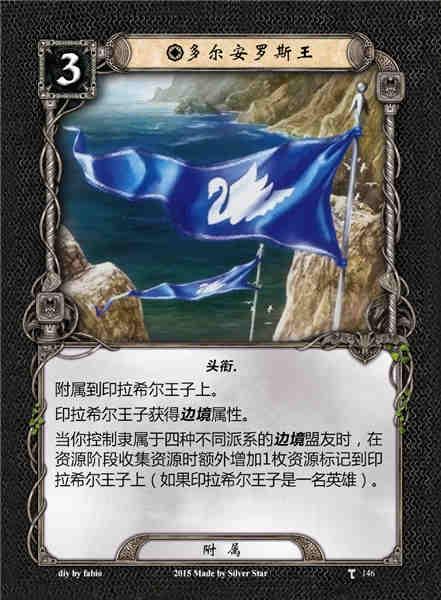 3
多尔安罗斯王
头衔.
附属到印拉希尔王子上。
印拉希尔王子获得边境属性。
当你控制隶属于四种不同派系的边境盟友时，在
资源阶段收集资源时额外增加1枚资源标记到印
拉希尔王子上（如果印拉希尔王子是一名英雄）。
附属
diy by fabio
2015 Made by Silver Star
146